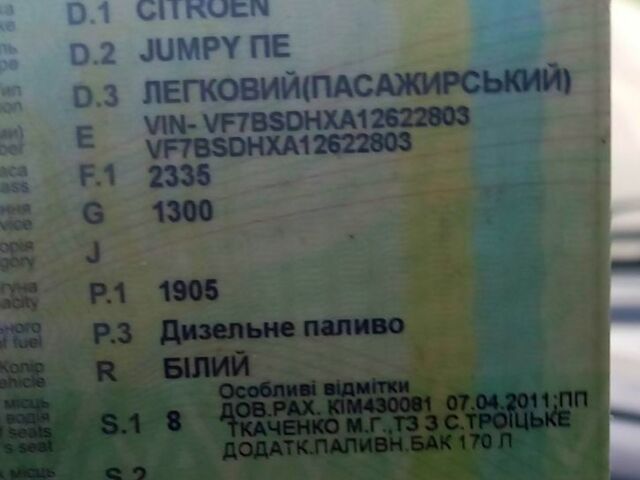 D.1 CITROEN
D.2 JUMPY ПЕ
D.3 ЛЕГКОВИЙ(ПАСАЖИРСЬКИЙ)
E VIN- VF7BSDHXA12622803
VF7BSDHXA12622803
F.1 2335
G 1300
J
P.1 1905
P.3 Дизельне паливо
R БІЛИЙ
Особливі відмітки
S.1 8 ДОВ.РАХ. КІМ430081 07.04.2011;ПП
ТКАЧЕНКО М.Г.,ТЗ З С.ТРОЇЦЬКЕ
ДОДАТК.ПАЛИВН.БАК 170 Л
S.2